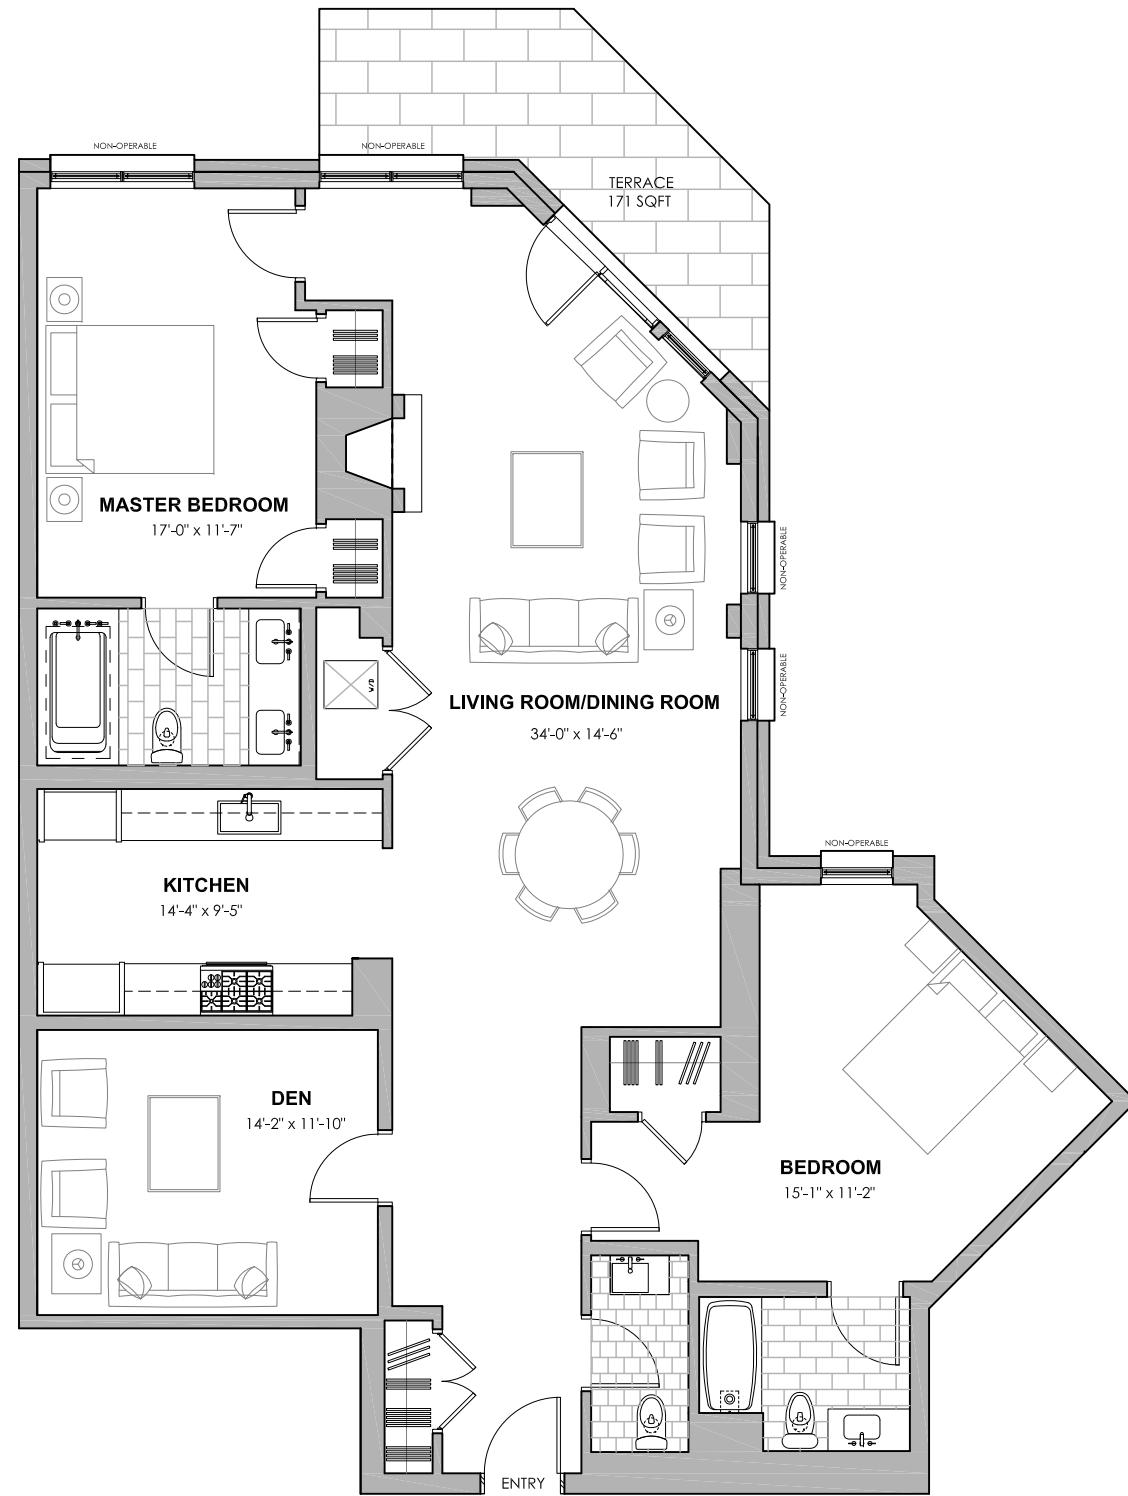 NON-OPERABLE
NON-OPERABLE
TERRACE
171 SQFT
MASTER BEDROOM
17'-0" x 11'-7"
NON-OPERABLE
W/D
NON-OPERABLE
LIVING ROOM/DINING ROOM
34'-0" x 14'-6"
NON-OPERABLE
KITCHEN
14'-4" x 9'-5"
DEN
14'-2" x 11'-10"
BEDROOM
15'-1" x 11'-2"
ENTRY